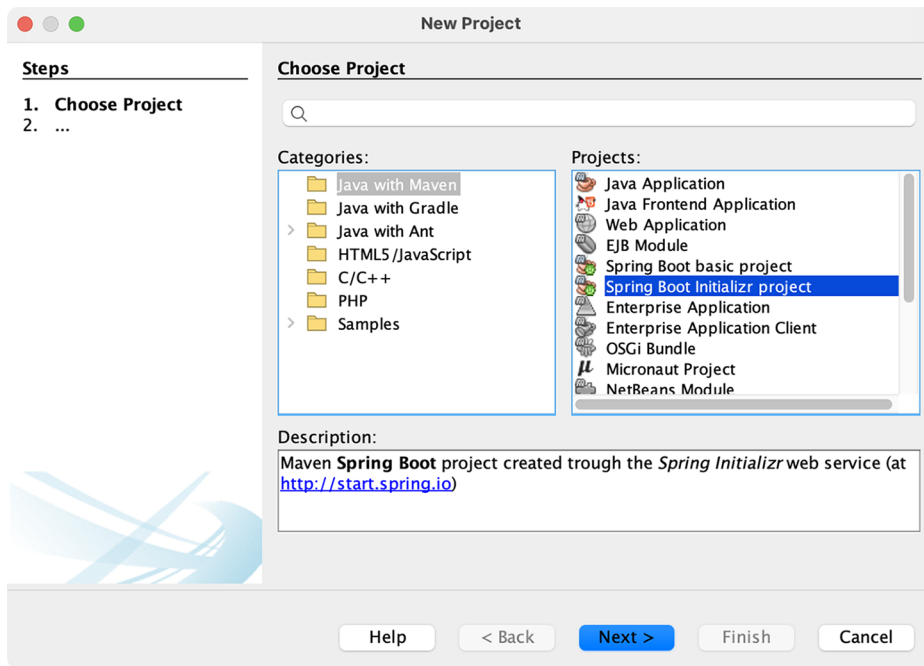 New Project
Steps
1. Choose Project
2. ...
Choose Project
Categories:
Java with Maven
Java with Gradle
Java with Ant
HTML5/JavaScript
C/C++
PHP
Samples
Projects:
Java Application
Java Frontend Application
Web Application
EJB Module
Spring Boot basic project
Spring Boot Initializr project
Enterprise Application
Enterprise Application Client
OSGi Bundle
Micronaut Project
NetBeans Module
Description:
Maven Spring Boot project created trough the Spring Initializr web service (at
http://start.spring.io)
Help
< Back
Next >
Finish
Cancel